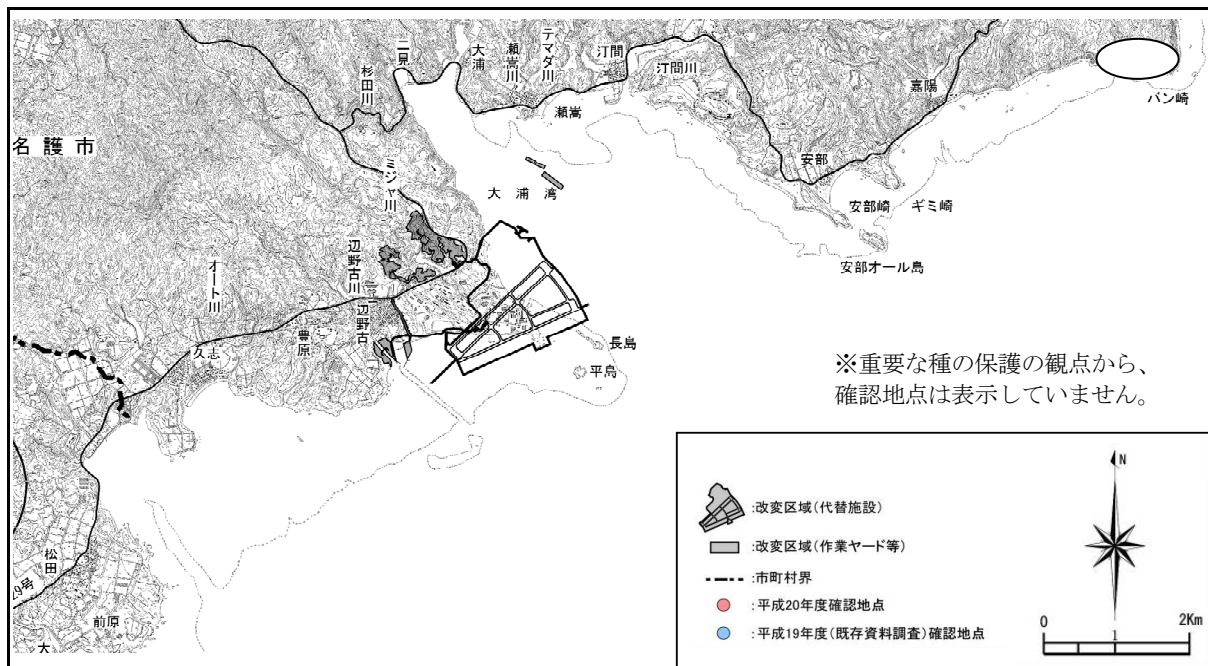 二見
大浦
瀬嵩川
テマダ川
汀間
杉田川
汀間川
嘉陽
バン崎
瀬嵩
名護市
ミジャ川
安部
大浦湾
安部崎
ギミ崎
安部オール島
辺野古川
オート川
辺野古
豊原
久志
長島
平島
※重要な種の保護の観点から、
確認地点は表示していません。
N
:改変区域(代替施設)
:改変区域(作業ヤード等)
:市町村界
:平成20年度確認地点
:平成19年度(既存資料調査)確認地点
0
1
2Km
松田
29号
前原
大